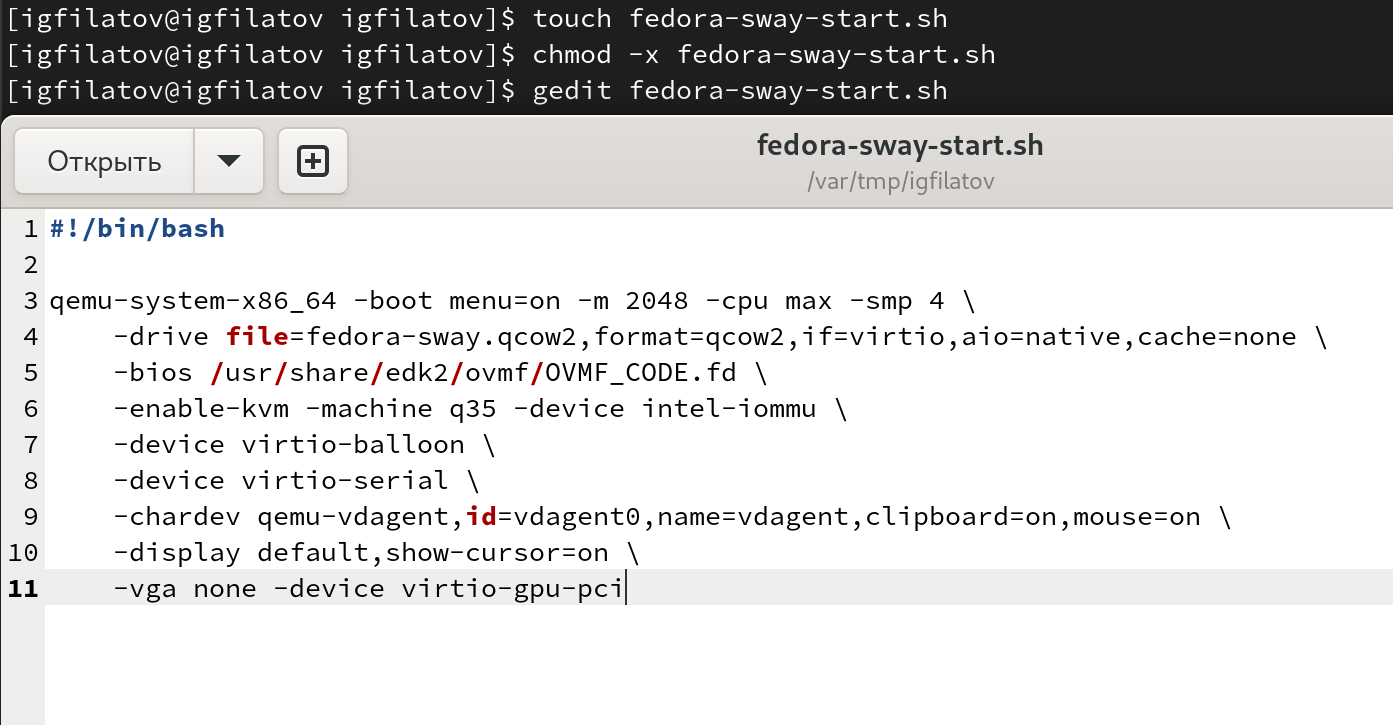 [igfilatov@igfilatov igfilatov]$ touch fedora-sway-start.sh
[igfilatov@igfilatov igfilatov]$ chmod -x fedora-sway-start.sh
[igfilatov@igfilatov igfilatov]$ gedit fedora-sway-start.sh
Открыть
fedora-sway-start.sh
/var/tmp/igfilatov
1 #!/bin/bash
2
3 qemu-system-x86_64 -boot menu=on -m 2048 -cpu max -smp 4 \
4     -drive file=fedora-sway.qcow2,format=qcow2,if=virtio,aio=native,cache=none \
5     -bios /usr/share/edk2/ovmf/OVMF_CODE.fd \
6     -enable-kvm -machine q35 -device intel-iommu \
7     -device virtio-balloon \
8     -device virtio-serial \
9     -chardev qemu-vdagent,id=vdagent0,name=vdagent,clipboard=on,mouse=on \
10     -display default,show-cursor=on \
11     -vga none -device virtio-gpu-pci